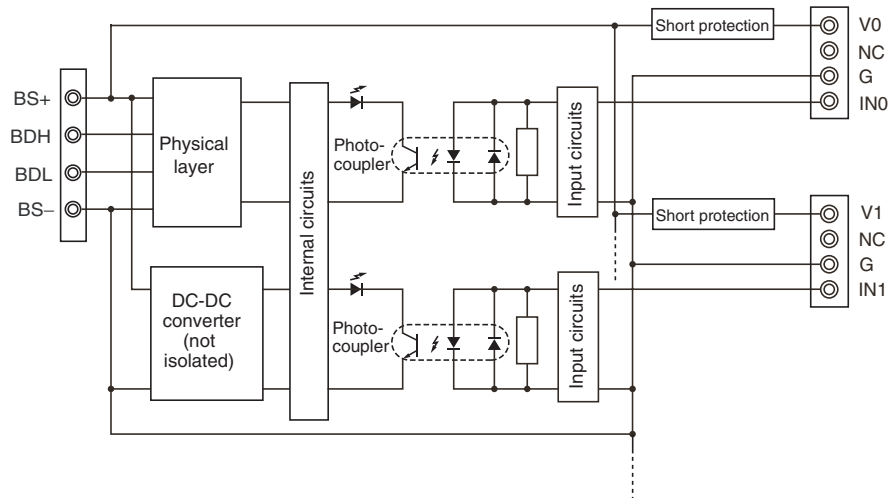 BS+
BDH
BDL
BS–
Physical
layer
DC-DC
converter
(not
isolated)
Internal circuits
Photo-
coupler
Input circuits
Photo-
coupler
Input circuits
Short protection
V0
NC
G
IN0
Short protection
V1
NC
G
IN1